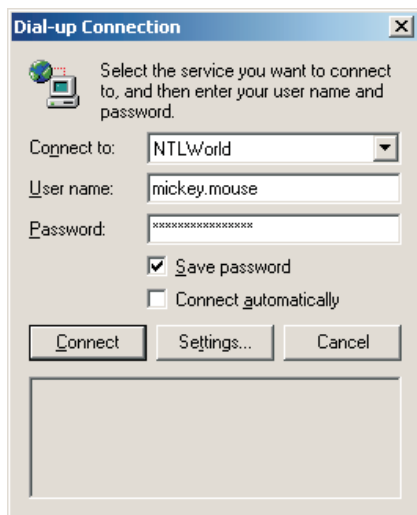 Dial-up Connection
Select the service you want to connect
to, and then enter your user name and
password.
Connect to: NTLWorld
User name: mickey.mouse
Password: ****************
Save password
Connect automatically
Connect Settings... Cancel